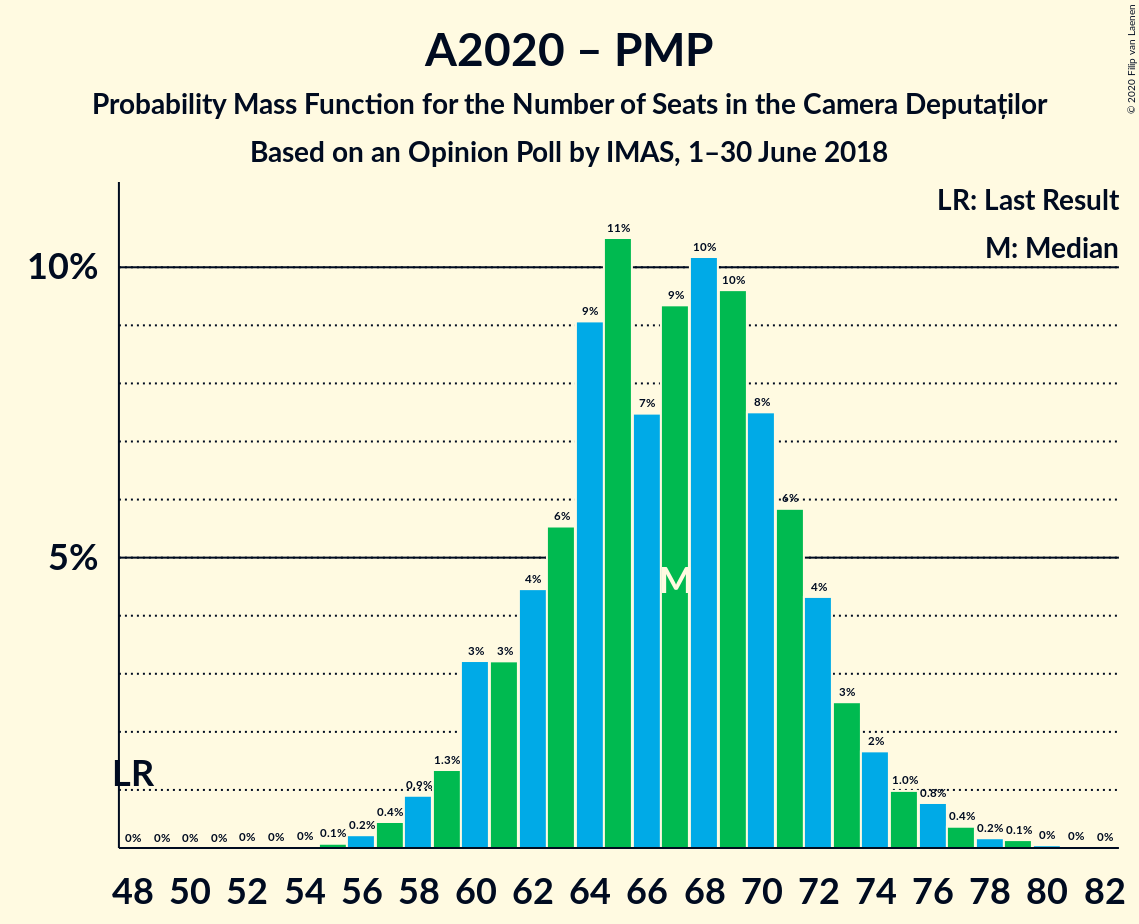 A2020 – PMP
Probability Mass Function for the Number of Seats in the Camera Deputaților
Based on an Opinion Poll by IMAS, 1–30 June 2018
© 2020 Filip van Laenen
LR: Last Result
M: Median
10%
5%
LR
M
0% 0% 0% 0% 0% 0% 0% 0.1% 0.2% 0.4% 0.9% 1.3% 3% 3% 4% 6% 9% 11% 7% 9% 10% 10% 8% 6% 4% 3% 2% 1.0% 0.8% 0.4% 0.2% 0.1% 0% 0% 0%
48 50 52 54 56 58 60 62 64 66 68 70 72 74 76 78 80 82